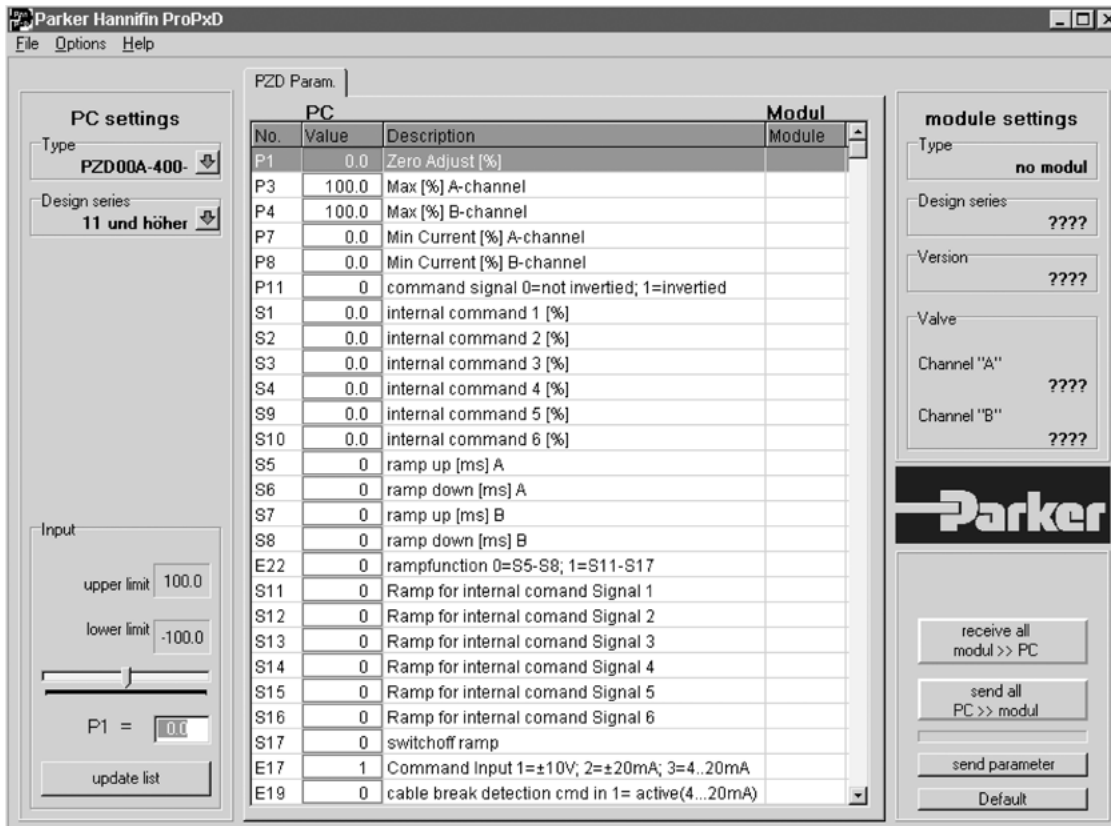 Parker Hannifin ProPxD
File Options Help
PC settings
Type
PZD00A-400-
Design series
11 und höher
Input
upper limit 100.0
lower limit -100.0
P1 = 0.0
update list
PZD Param.
PC Modul
No. Value Description Module
P1 0.0 Zero Adjust [%]
P3 100.0 Max [%] A-channel
P4 100.0 Max [%] B-channel
P7 0.0 Min Current [%] A-channel
P8 0.0 Min Current [%] B-channel
P11 0 command signal 0=not invertied; 1=invertied
S1 0.0 internal command 1 [%]
S2 0.0 internal command 2 [%]
S3 0.0 internal command 3 [%]
S4 0.0 internal command 4 [%]
S9 0.0 internal command 5 [%]
S10 0.0 internal command 6 [%]
S5 0 ramp up [ms] A
S6 0 ramp down [ms] A
S7 0 ramp up [ms] B
S8 0 ramp down [ms] B
E22 0 rampfunction 0=S5-S8; 1=S11-S17
S11 0 Ramp for internal comand Signal 1
S12 0 Ramp for internal comand Signal 2
S13 0 Ramp for internal comand Signal 3
S14 0 Ramp for internal comand Signal 4
S15 0 Ramp for internal comand Signal 5
S16 0 Ramp for internal comand Signal 6
S17 0 switchoff ramp
E17 1 Command Input 1=±10V; 2=±20mA; 3=4..20mA
E19 0 cable break detection cmd in 1= active(4...20mA)
module settings
Type
no modul
Design series
????
Version
????
Valve
Channel "A"
????
Channel "B"
????
Parker
receive all
modul >> PC
send all
PC >> modul
send parameter
Default